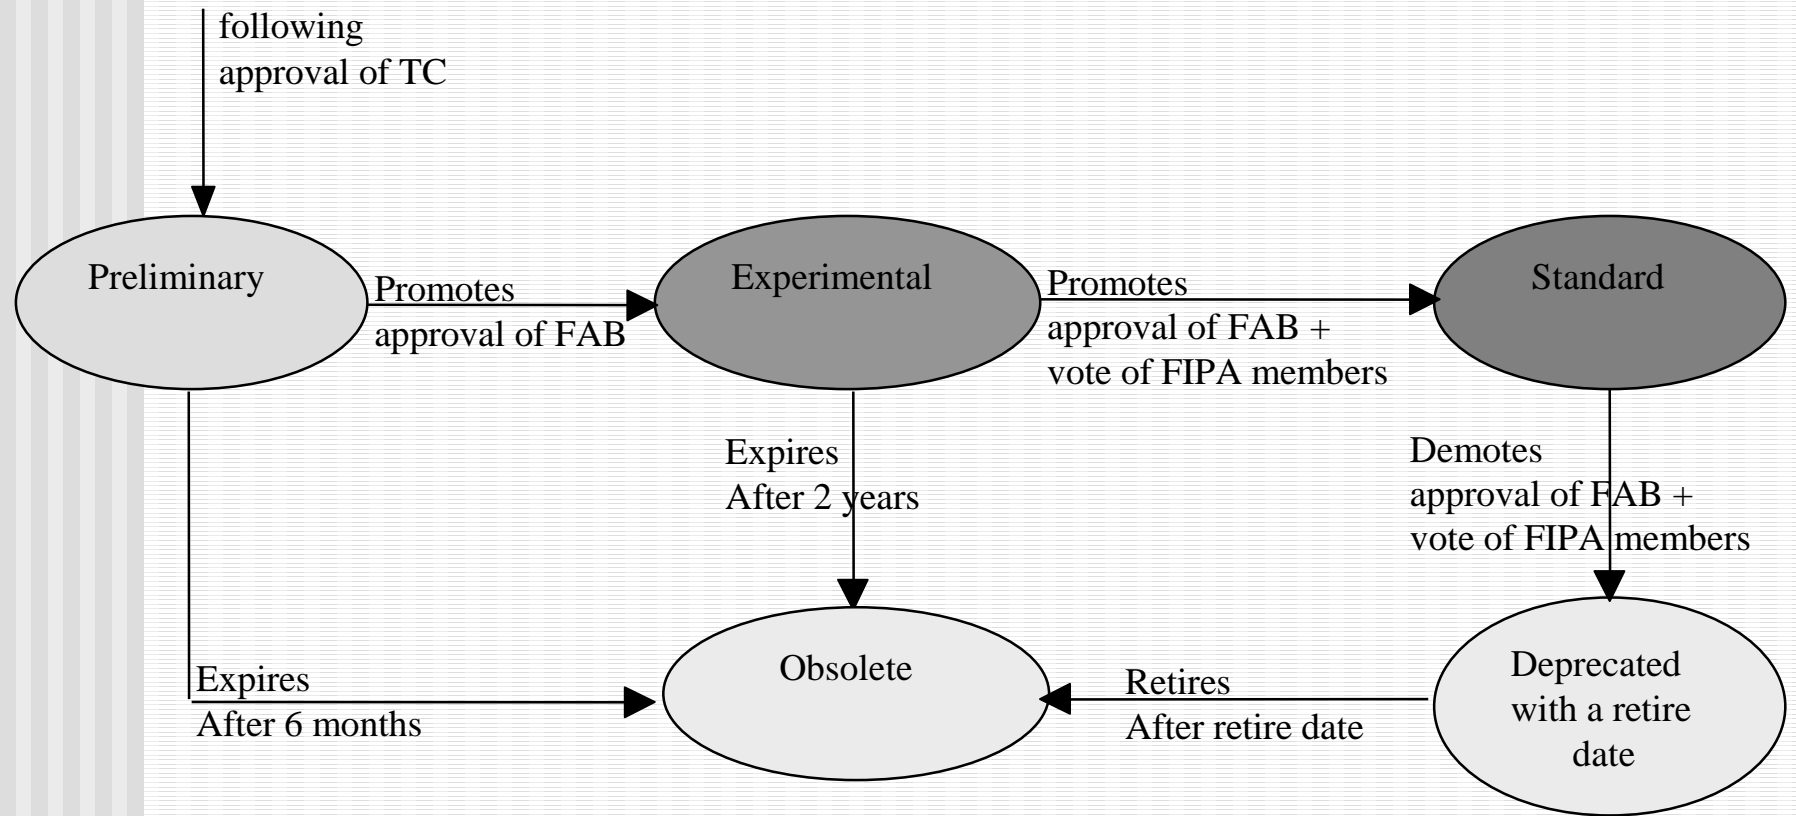 following
approval of TC
Preliminary
Promotes
approval of FAB
Experimental
Promotes
approval of FAB +
vote of FIPA members
Standard
Expires
After 2 years
Demotes
approval of FAB +
vote of FIPA members
Expires
After 6 months
Obsolete
Retires
After retire date
Deprecated
with a retire
date